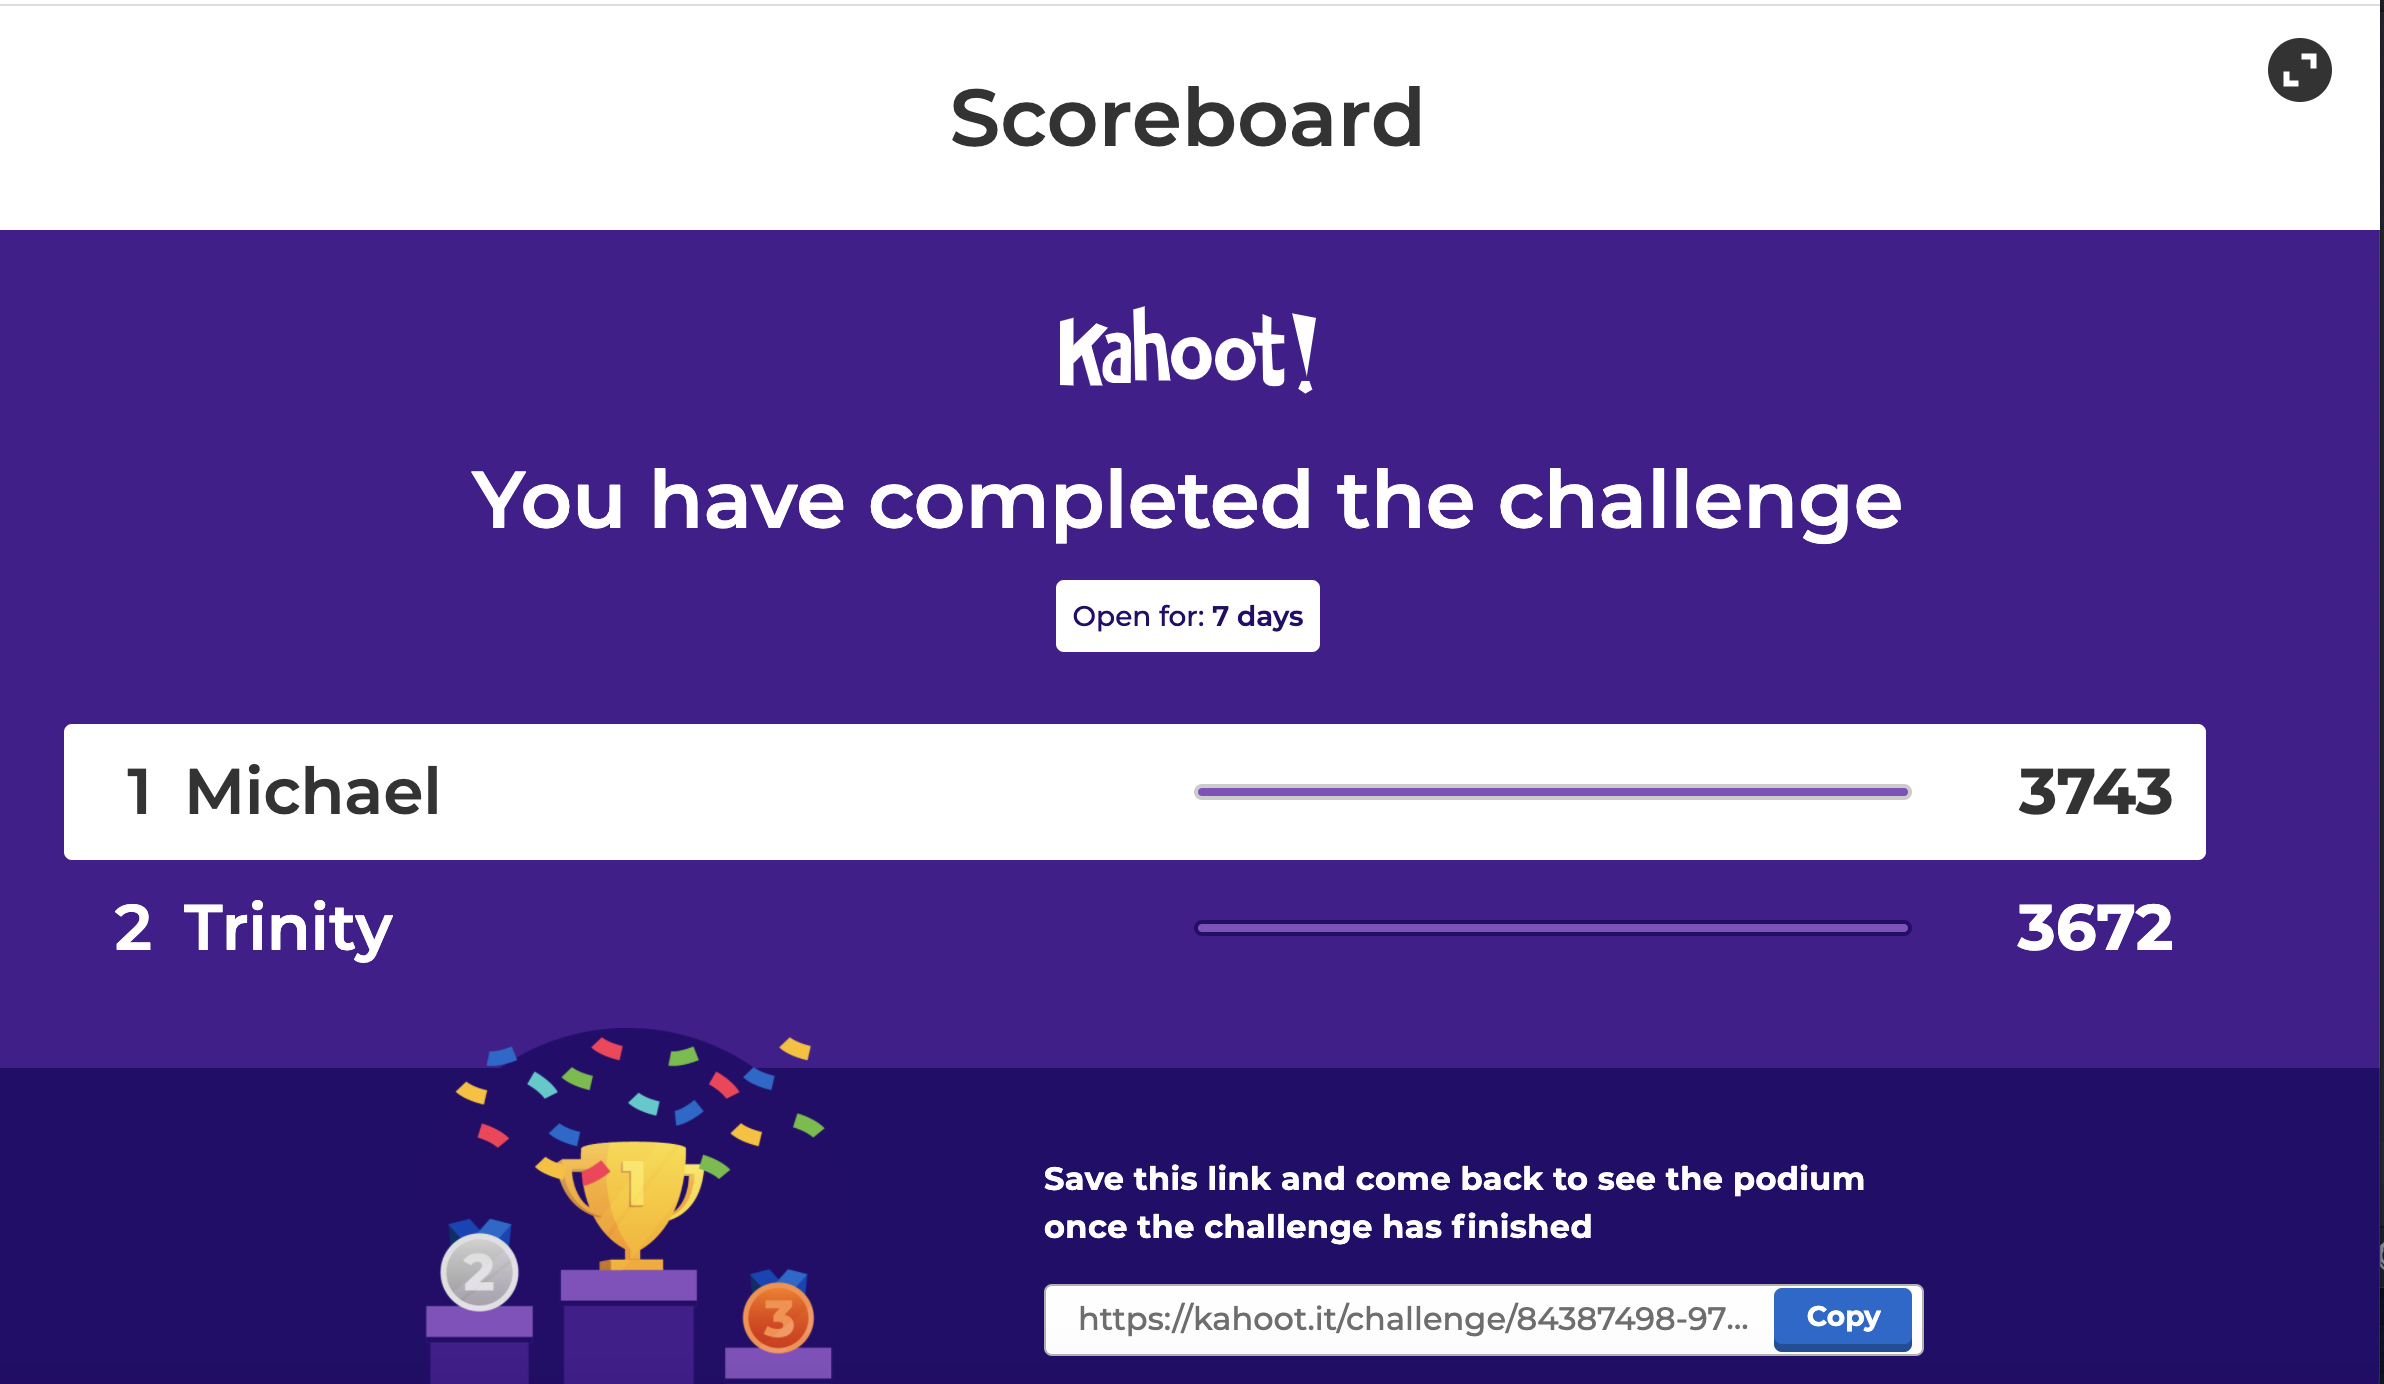 Scoreboard
Kahoot!
You have completed the challenge
Open for: 7 days
1 Michael 3743
2 Trinity 3672
1
2
3
Save this link and come back to see the podium
once the challenge has finished
https://kahoot.it/challenge/84387498-97... Copy